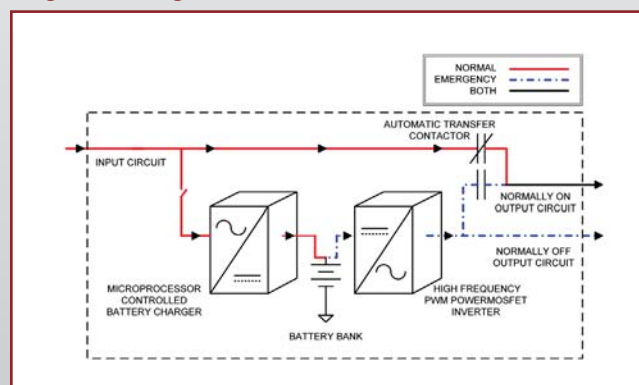 NORMAL
EMERGENCY
BOTH
AUTOMATIC TRANSFER
CONTACTOR
INPUT CIRCUIT
NORMALLY ON
OUTPUT CIRCUIT
NORMALLY OFF
OUTPUT CIRCUIT
MICROPROCESSOR
CONTROLLED
BATTERY CHARGER
HIGH FREQUENCY
PWM POWERMOSFET
INVERTER
BATTERY BANK